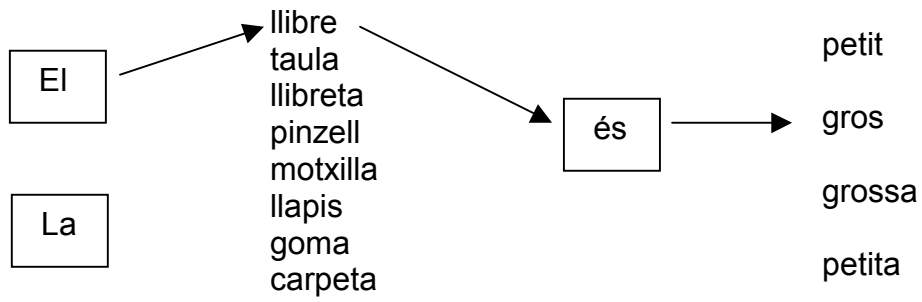 El
La
llibre
taula
llibreta
pinzell
motxilla
llapis
goma
carpeta
és
petit
gros
grossa
petita